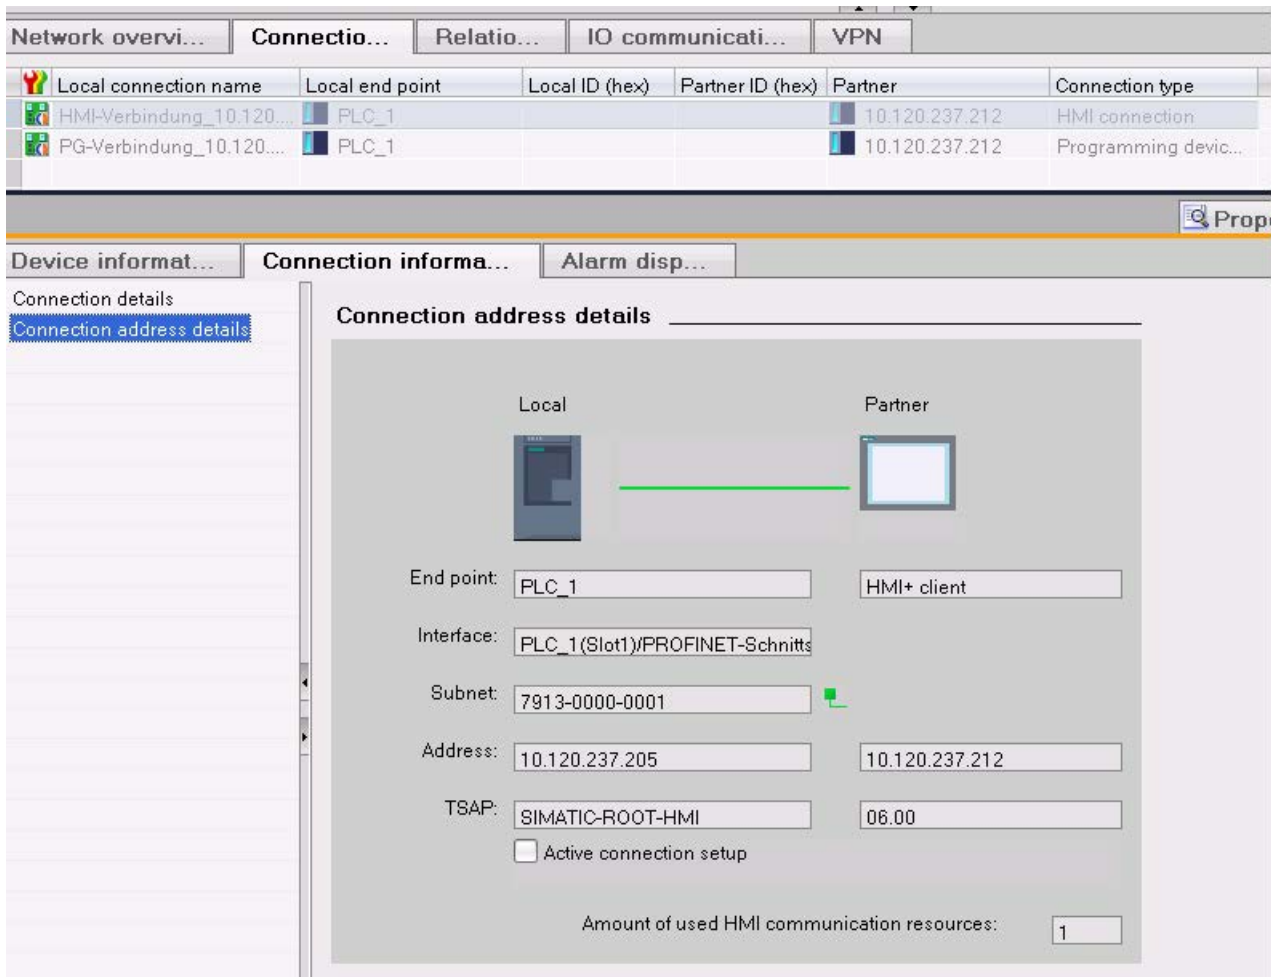 Network overvi... Connectio... Relatio... IO communicati... VPN
Local connection name Local end point Local ID (hex) Partner ID (hex) Partner Connection type
HMI-Verbindung_10.120.... PLC_1 10.120.237.212 HMI connection
PG-Verbindung_10.120.... PLC_1 10.120.237.212 Programming devic...
Prope
Device informat... Connection informa... Alarm disp...
Connection details
Connection address details
Connection address details
Local Partner
End point: PLC_1 HMI+ client
Interface: PLC_1(Slot1)/PROFINET-Schnitts
Subnet: 7913-0000-0001
Address: 10.120.237.205 10.120.237.212
TSAP: SIMATIC-ROOT-HMI 06.00
Active connection setup
Amount of used HMI communication resources: 1